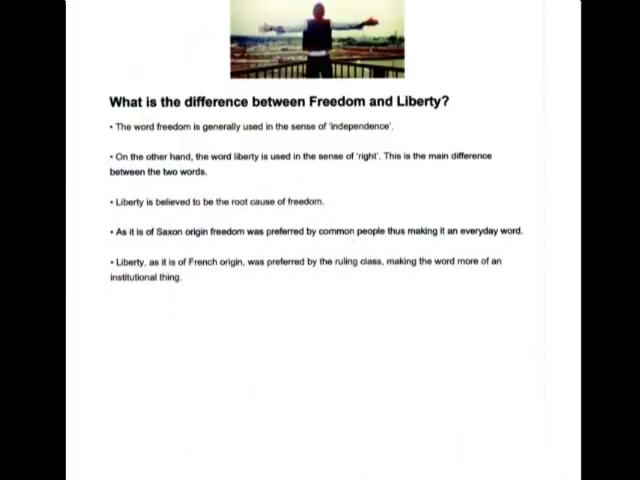 What is the difference between Freedom and Liberty?
• The word freedom is generally used in the sense of 'independence'.
• On the other hand, the word liberty is used in the sense of 'right'. This is the main difference
between the two words.
• Liberty is believed to be the root cause of freedom.
• As it is of Saxon origin freedom was preferred by common people thus making it an everyday word.
• Liberty, as it is of French origin, was preferred by the ruling class, making the word more of an
institutional thing.